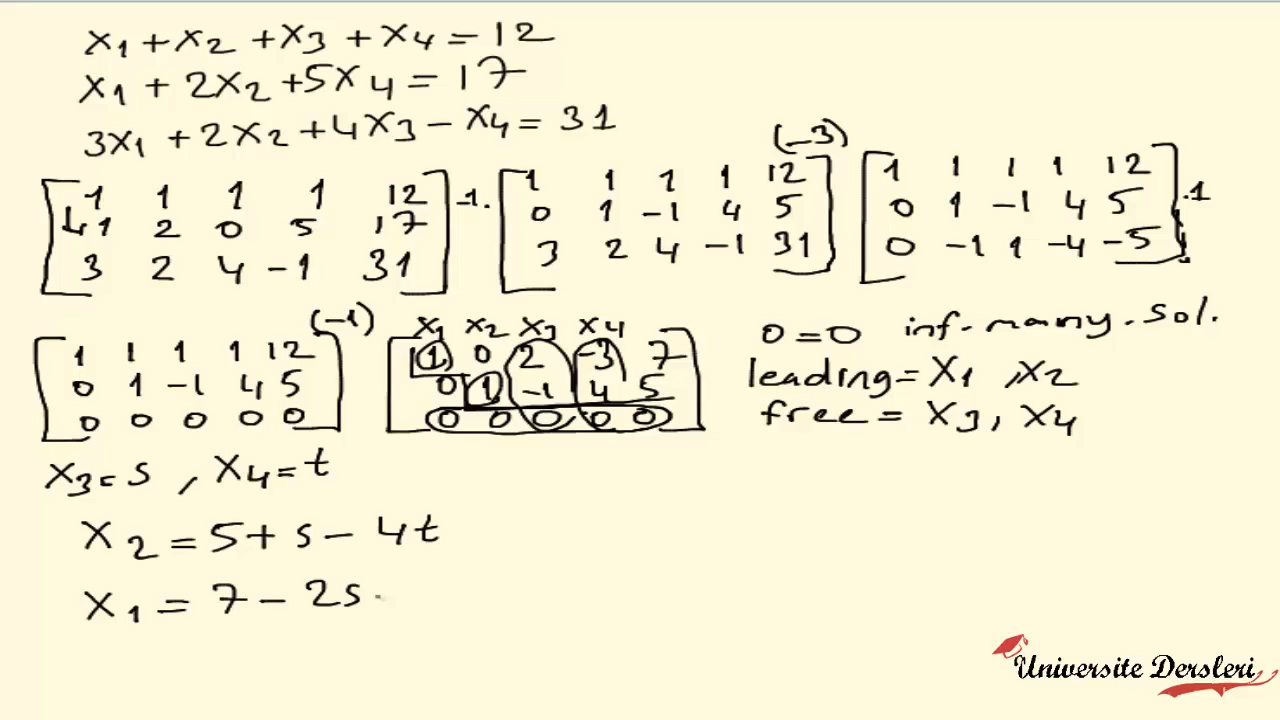 x₁ + x₂ + x₃ + x₄ = 12
x₁ + 2x₂ + 5x₄ = 17
3x₁ + 2x₂ + 4x₃ - x₄ = 31
(-3)
1 1 1 1 12 -1. 1 1 1 1 12 1 1 1 1 12
1 2 0 5 17 0 1 -1 4 5 0 1 -1 4 5 .1
3 2 4 -1 31 3 2 4 -1 31 0 -1 1 -4 -5
(-1) x₁ x₂ x₃ x₄ 0 = 0 inf. many. sol.
1 1 1 1 12 1 0 2 -3 7 leading = x₁, x₂
0 1 -1 4 5 0 1 -1 4 5 free = x₃, x₄
0 0 0 0 0 0 0 0 0 0
x₃ = s, x₄ = t
x₂ = 5 + s - 4t
x₁ = 7 - 2s
Universite Dersleri